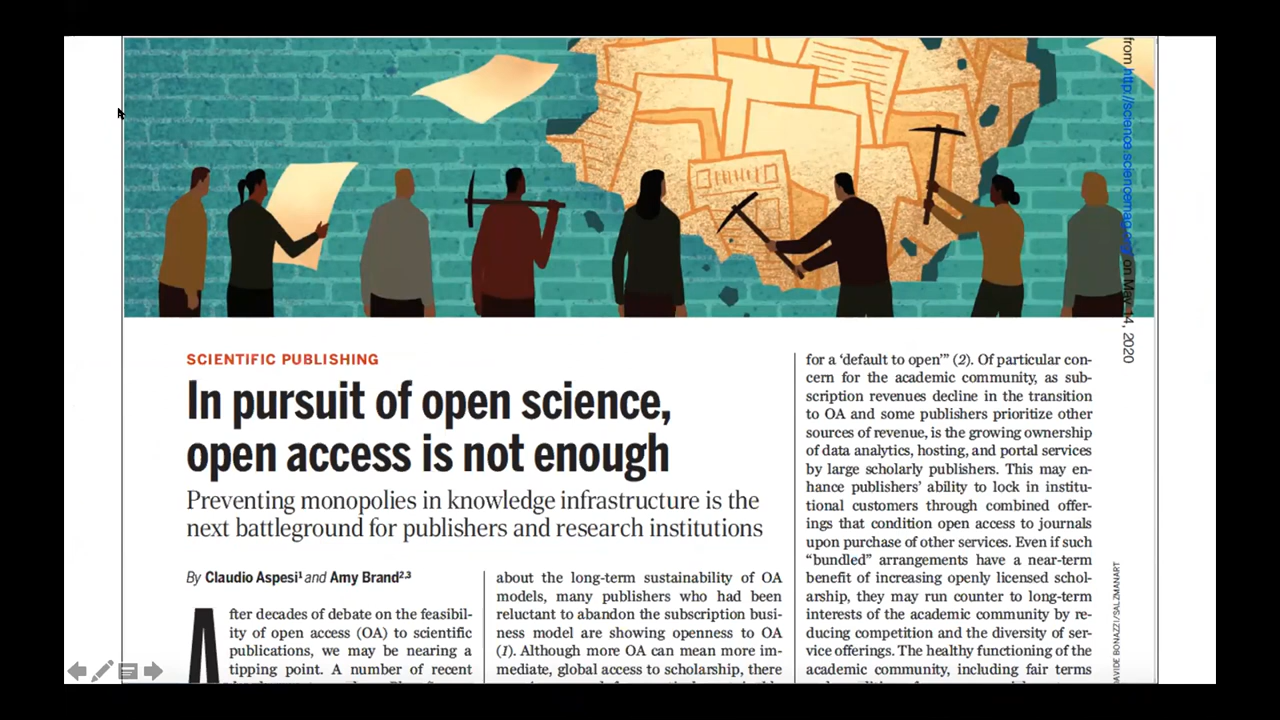 SCIENTIFIC PUBLISHING
In pursuit of open science,
open access is not enough
Preventing monopolies in knowledge infrastructure is the
next battleground for publishers and research institutions
By Claudio Aspesi¹ and Amy Brand²,³
After decades of debate on the feasibil-
ity of open access (OA) to scientific
publications, we may be nearing a
tipping point. A number of recent
about the long-term sustainability of OA
models, many publishers who had been
reluctant to abandon the subscription busi-
ness model are showing openness to OA
(1). Although more OA can mean more im-
mediate, global access to scholarship, there
for a ‘default to open’” (2). Of particular con-
cern for the academic community, as sub-
scription revenues decline in the transition
to OA and some publishers prioritize other
sources of revenue, is the growing ownership
of data analytics, hosting, and portal services
by large scholarly publishers. This may en-
hance publishers’ ability to lock in institu-
tional customers through combined offer-
ings that condition open access to journals
upon purchase of other services. Even if such
“bundled” arrangements have a near-term
benefit of increasing openly licensed schol-
arship, they may run counter to long-term
interests of the academic community by re-
ducing competition and the diversity of ser-
vice offerings. The healthy functioning of the
academic community, including fair terms
from http://science.sciencemag.org/ on May 14, 2020
DAVIDE BONAZZI/SALZMANART